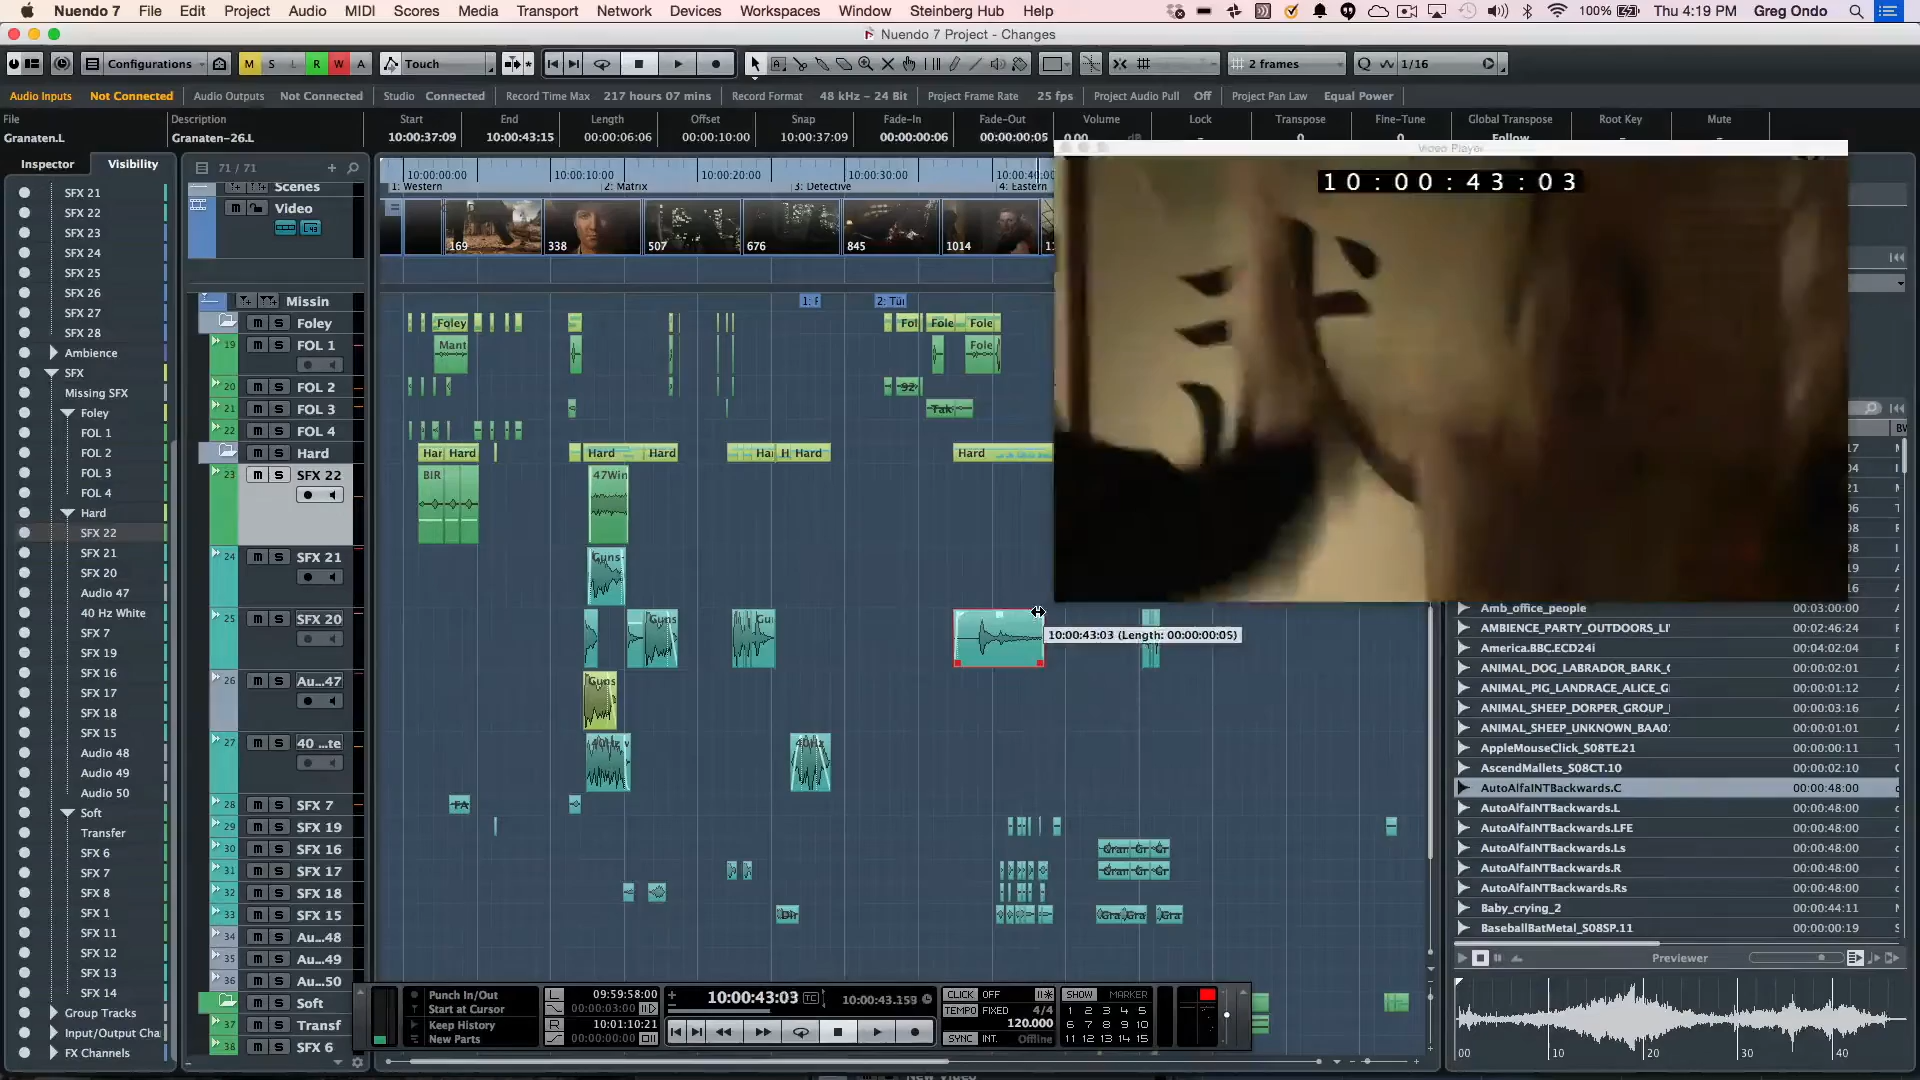 Nuendo 7 File Edit Project Audio MIDI Scores Media Transport Network Devices Workspaces Window Steinberg Hub Help 100% Thu 4:19 PM Greg Ondo
Nuendo 7 Project - Changes
Configurations M S L R W A Touch 2 frames Q 1/16
Audio Inputs Not Connected Audio Outputs Not Connected Studio Connected Record Time Max 217 hours 07 mins Record Format 48 kHz - 24 Bit Project Frame Rate 25 fps Project Audio Pull Off Project Pan Law Equal Power
File Description Start End Length Offset Snap Fade-In Fade-Out Volume Lock Transpose Fine-Tune Global Transpose Root Key Mute
Granaten.L Granaten-26.L 10:00:37:09 10:00:43:15 00:00:06:06 00:00:10:00 10:00:37:09 00:00:00:06 00:00:00:05 0.00 dB 0 0 Follow
Video Player
Inspector Visibility 71 / 71
10:00:00:00 10:00:10:00 10:00:20:00 10:00:30:00 10:00:40:00
1: Western 2: Matrix 3: Detective 4: Eastern
10:00:43:03
Scenes
m Video
169 338 507 676 845 1014
SFX 21
SFX 22
SFX 23
SFX 24
SFX 25
SFX 26
SFX 27
SFX 28
Ambience
SFX
Missing SFX
Foley
FOL 1
FOL 2
FOL 3
FOL 4
Hard
SFX 22
SFX 21
SFX 20
Audio 47
40 Hz White
SFX 7
SFX 19
SFX 16
SFX 17
SFX 18
SFX 15
Audio 48
Audio 49
Audio 50
Soft
Transfer
SFX 6
SFX 7
SFX 8
SFX 1
SFX 11
SFX 12
SFX 13
SFX 14
Group Tracks
Input/Output Cha
FX Channels
Missin 2: Tür
m S Foley Foley Fol Fole Fole
19 m S FOL 1 Mant Fole
20 m S FOL 2 92
21 m S FOL 3 Tak
22 m S FOL 4
m S Hard Har Hard Hard Hard Hai H Hard Hard
23 m S SFX 22 BIR 47Win
24 m S SFX 21 Guns-
25 m S SFX 20 Guns Gu
10:00:43:03 (Length: 00:00:00:05)
26 m S Au...47 Guns
27 m S 40 ...te 40Hz v 40Hz
28 m S SFX 7 FA
29 m S SFX 19
30 m S SFX 16 Gran Gr Gr
31 m S SFX 17 Gran Gr Gr
32 m S SFX 18
33 m S SFX 15 Dir Gra Gra Gra
34 m S Au...48
35 m S Au...49
36 m S Au...50
m S Soft
37 m S Transf
38 m S SFX 6
Punch In/Out
Start at Cursor
Keep History
New Parts
L 09:59:58:00
00:00:03:00
R 10:01:10:21
00:00:00:00
10:00:43:03 TC 10:00:43.159
CLICK OFF
TEMPO FIXED 4/4
120.000
SYNC INT. Offline
SHOW MARKER
1 2 3 4 5
6 7 8 9 10
11 12 13 14 15
Amb_office_people 00:03:00:00
AMBIENCE_PARTY_OUTDOORS_LI 00:02:46:24
America.BBC.ECD24i 00:04:02:04
ANIMAL_DOG_LABRADOR_BARK_ 00:00:02:01
ANIMAL_PIG_LANDRACE_ALICE_G 00:00:01:12
ANIMAL_SHEEP_DORPER_GROUP_ 00:00:03:16
ANIMAL_SHEEP_UNKNOWN_BAA0 00:00:01:01
AppleMouseClick_S08TE.21 00:00:00:11
AscendMallets_S08CT.10 00:00:02:10
AutoAlfaINTBackwards.C 00:00:48:00
AutoAlfaINTBackwards.L 00:00:48:00
AutoAlfaINTBackwards.LFE 00:00:48:00
AutoAlfaINTBackwards.Ls 00:00:48:00
AutoAlfaINTBackwards.R 00:00:48:00
AutoAlfaINTBackwards.Rs 00:00:48:00
Baby_crying_2 00:00:44:11
BaseballBatMetal_S08SP.11 00:00:00:19
Previewer
00 10 20 30 40